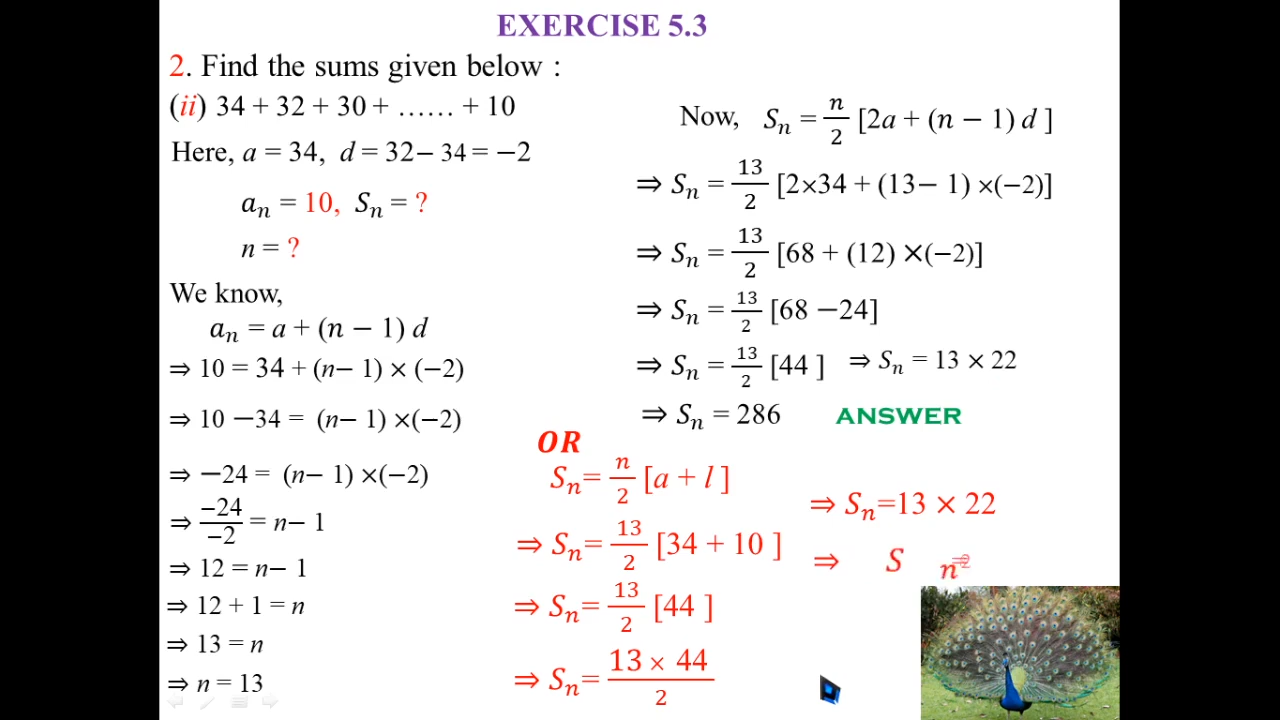 EXERCISE 5.3
2. Find the sums given below :
(ii) 34 + 32 + 30 + …… + 10
Here, a = 34, d = 32− 34 = −2
aₙ = 10, Sₙ = ?
n = ?
We know,
aₙ = a + (n − 1) d
⇒ 10 = 34 + (n− 1) × (−2)
⇒ 10 −34 = (n− 1) ×(−2)
⇒ −24 = (n− 1) ×(−2)
⇒ −24/−2 = n− 1
⇒ 12 = n− 1
⇒ 12 + 1 = n
⇒ 13 = n
⇒ n = 13
Now, Sₙ = n/2 [2a + (n − 1) d ]
⇒ Sₙ = 13/2 [2×34 + (13− 1) ×(−2)]
⇒ Sₙ = 13/2 [68 + (12) ×(−2)]
⇒ Sₙ = 13/2 [68 −24]
⇒ Sₙ = 13/2 [44 ] ⇒ Sₙ = 13 × 22
⇒ Sₙ = 286 ANSWER
OR
Sₙ= n/2 [a + l ]
⇒ Sₙ= 13/2 [34 + 10 ]
⇒ Sₙ= 13/2 [44 ]
⇒ Sₙ= 13 × 44/2
⇒ Sₙ=13 × 22
⇒ S n